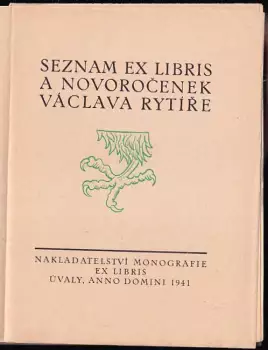 SEZNAM EX LIBRIS
A NOVOROČENEK
VÁCLAVA RYTÍŘE
NAKLADATELSTVÍ MONOGRAFIE
EX LIBRIS
ÚVALY, ANNO DOMINI 1941